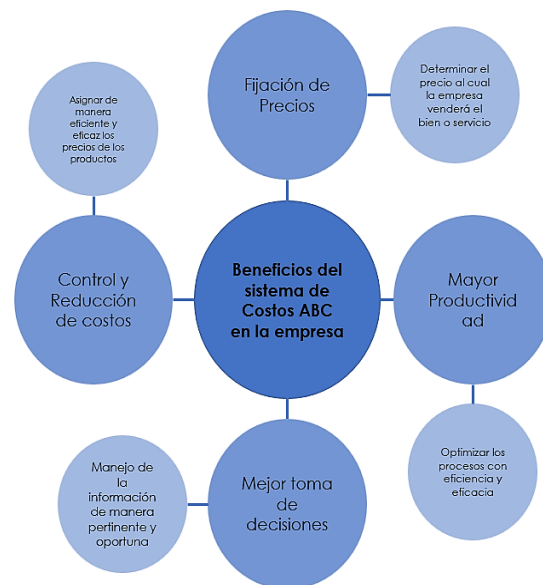 Fijación de
Precios
Determinar el
precio al cual
la empresa
venderá el
bien o servicio
Asignar de
manera
eficiente y
eficaz los
precios de los
productos
Control y
Reducción
de costos
Beneficios del
sistema de
Costos ABC
en la empresa
Mayor
Productivid
ad
Optimizar los
procesos con
eficiencia y
eficacia
Manejo de
la
información
de manera
pertinente y
oportuna
Mejor toma
de
decisiones